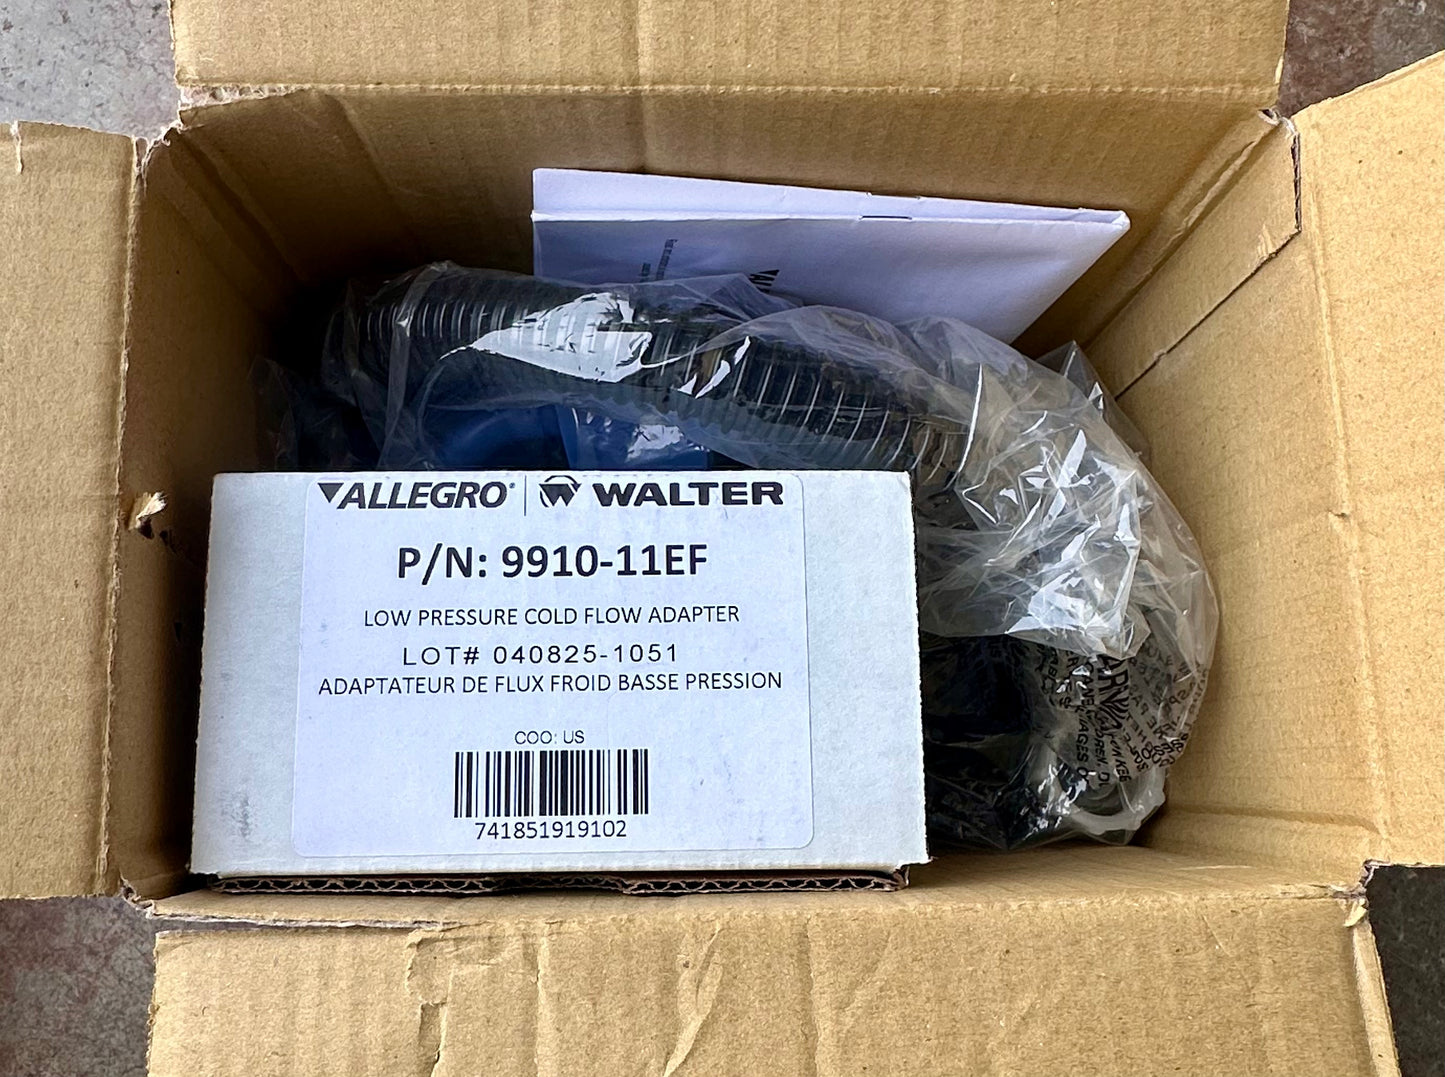 ALLEGRO® | WALTER
P/N: 9910-11EF
LOW PRESSURE COLD FLOW ADAPTER
LOT# 040825-1051
ADAPTATEUR DE FLUX FROID BASSE PRESSION
COO: US
741851919102